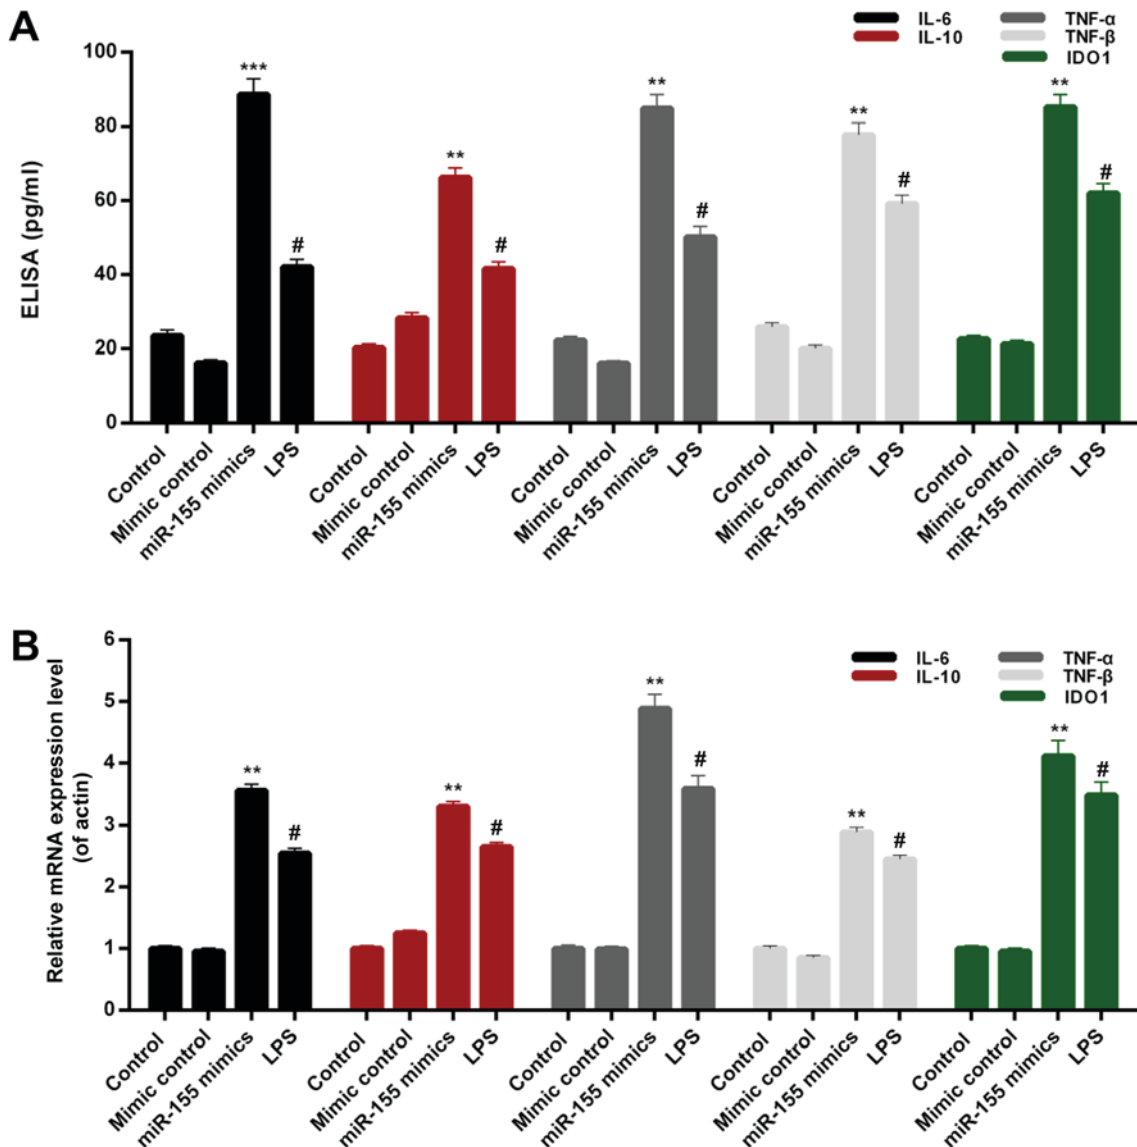 A
IL-6
IL-10
TNF-α
TNF-β
IDO1
ELISA (pg/ml)
100
80
60
40
20
0
***
#
**
#
**
#
**
#
**
#
Control
Mimic control
miR-155 mimics
LPS
Control
Mimic control
miR-155 mimics
LPS
Control
Mimic control
miR-155 mimics
LPS
Control
Mimic control
miR-155 mimics
LPS
Control
Mimic control
miR-155 mimics
LPS
B
IL-6
IL-10
TNF-α
TNF-β
IDO1
Relative mRNA expression level
(of actin)
6
5
4
3
2
1
0
**
#
**
#
**
#
**
#
**
#
Control
Mimic control
miR-155 mimics
LPS
Control
Mimic control
miR-155 mimics
LPS
Control
Mimic control
miR-155 mimics
LPS
Control
Mimic control
miR-155 mimics
LPS
Control
Mimic control
miR-155 mimics
LPS